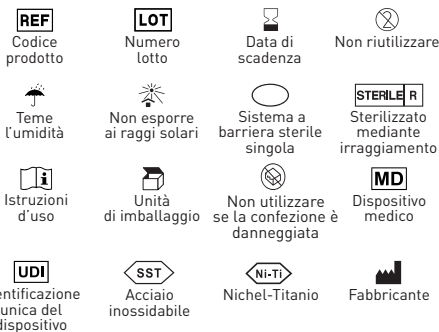 REF
Codice
prodotto
LOT
Numero
lotto
Data di
scadenza
2
Non riutilizzare
Teme
l'umidità
Non esporre
ai raggi solari
Sistema a
barriera sterile
singola
STERILE R
Sterilizzato
mediante
irraggiamento
i
Istruzioni
d'uso
Unità
di imballaggio
Non utilizzare
se la confezione è
danneggiata
MD
Dispositivo
medico
UDI
entificazione
unica del
dispositivo
SST
Acciaio
inossidabile
Ni-Ti
Nichel-Titanio
Fabbricante